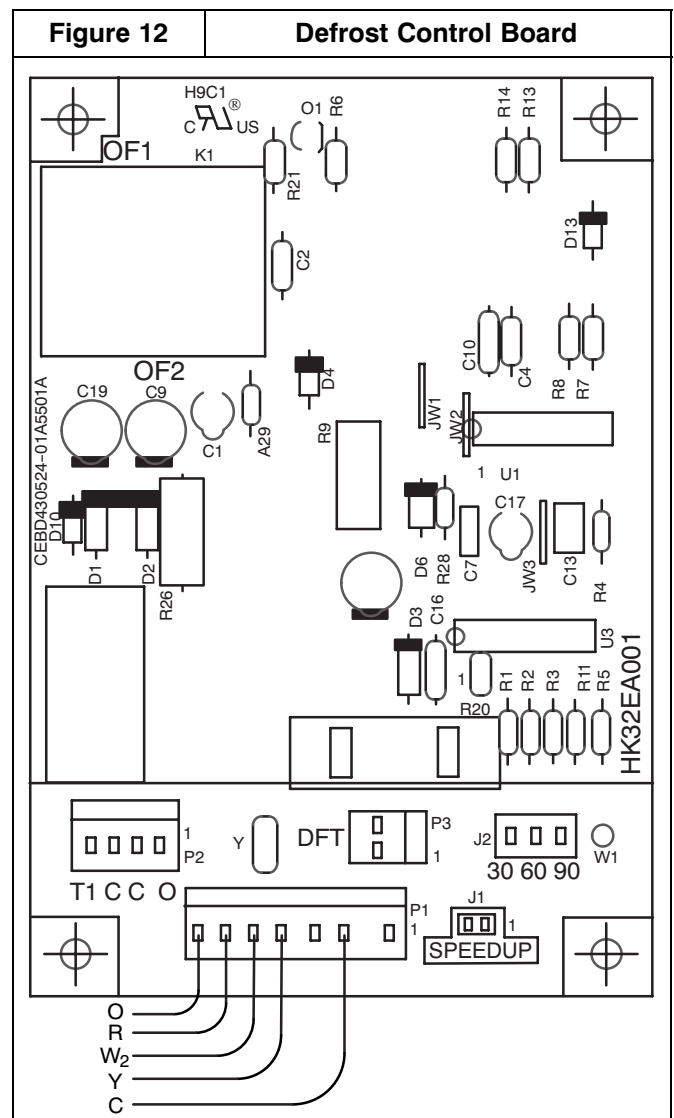 Figure 12
Defrost Control Board
H9C1
C ® US
O1
R6
R14
R13
OF1
K1
R21
C2
D13
OF2
C19
C9
C1
A29
D4
R9
JW1
C10
C4
R8
R7
JW2
1
U1
CEBD430524-01A5501A
D10
D1
D2
R26
D6
R28
C7
C17
JW3
C13
R4
D3
C16
U3
1
R20
R1
R2
R3
R11
R5
HK32EA001
1
P2
T1 C C O
Y
DFT
P3
1
J2
30 60 90
W1
P1
1
J1
1
SPEEDUP
O
R
W2
Y
C